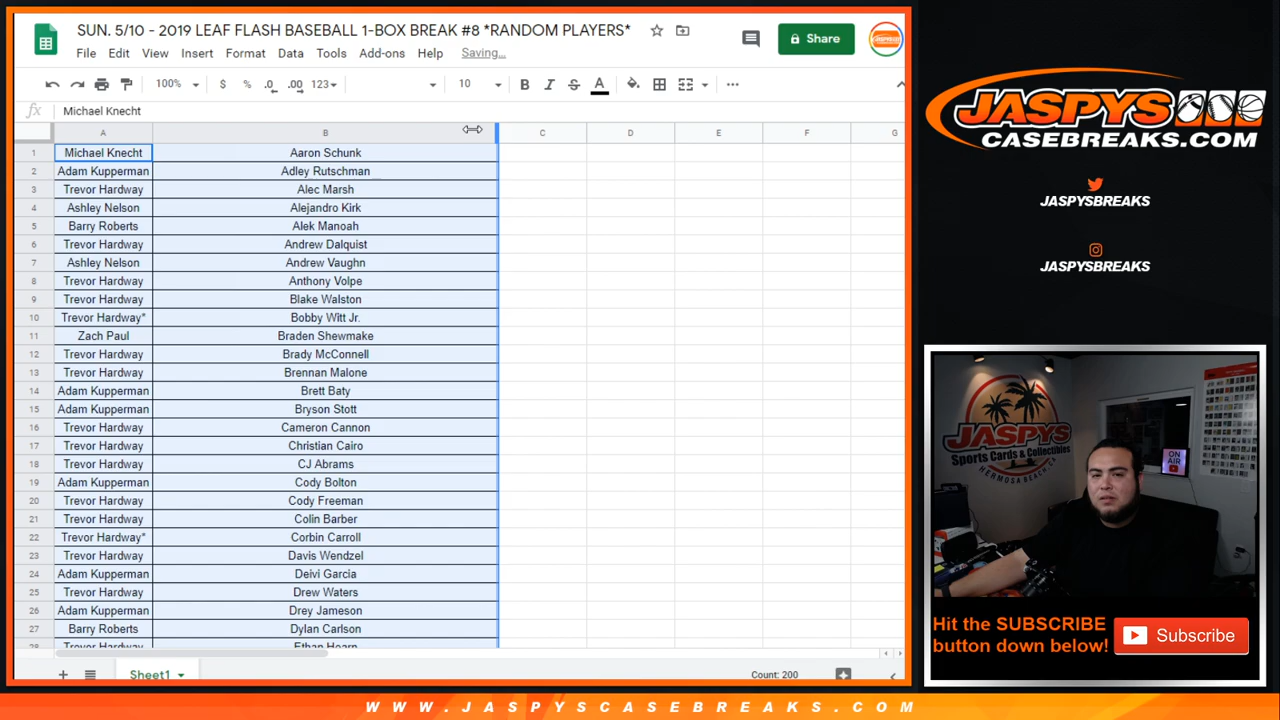 SUN. 5/10 - 2019 LEAF FLASH BASEBALL 1-BOX BREAK #8 *RANDOM PLAYERS*
File Edit View Insert Format Data Tools Add-ons Help Saving...
Share
100% $ % .0 .00 123 10 B I S A
fx Michael Knecht
A B C D E F G
1 Michael Knecht Aaron Schunk
2 Adam Kupperman Adley Rutschman
3 Trevor Hardway Alec Marsh
4 Ashley Nelson Alejandro Kirk
5 Barry Roberts Alek Manoah
6 Trevor Hardway Andrew Dalquist
7 Ashley Nelson Andrew Vaughn
8 Trevor Hardway Anthony Volpe
9 Trevor Hardway Blake Walston
10 Trevor Hardway* Bobby Witt Jr.
11 Zach Paul Braden Shewmake
12 Trevor Hardway Brady McConnell
13 Trevor Hardway Brennan Malone
14 Adam Kupperman Brett Baty
15 Adam Kupperman Bryson Stott
16 Trevor Hardway Cameron Cannon
17 Trevor Hardway Christian Cairo
18 Trevor Hardway CJ Abrams
19 Adam Kupperman Cody Bolton
20 Trevor Hardway Cody Freeman
21 Trevor Hardway Colin Barber
22 Trevor Hardway* Corbin Carroll
23 Trevor Hardway Davis Wendzel
24 Adam Kupperman Deivi Garcia
25 Trevor Hardway Drew Waters
26 Adam Kupperman Drey Jameson
27 Barry Roberts Dylan Carlson
28 Trevor Hardway Ethan Hearn
Sheet1 Count: 200
JASPYS
CASEBREAKS.COM
JASPYSBREAKS
JASPYSBREAKS
JASPYS
Sports Cards & Collectibles
HERMOSA BEACH, CA
ON
AIR
Hit the SUBSCRIBE
button down below!
Subscribe
WWW.JASPYSCASEBREAKS.COM